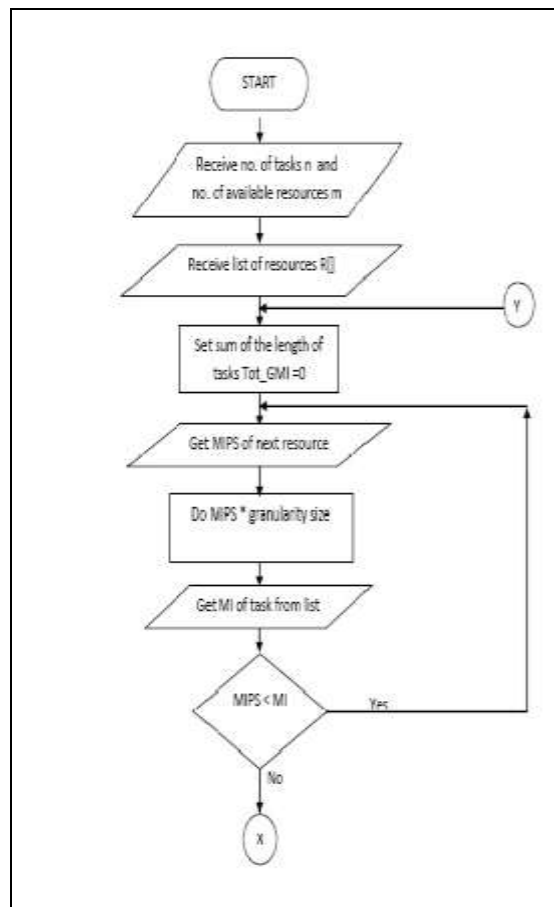 START
Receive no. of tasks n and
no. of available resources m
Receive list of resources R[]
Y
Set sum of the length of
tasks Tot_GMI =0
Get MIPS of next resource
Do MIPS * granularity size
Get MI of task from list
MIPS < MI
Yes
No
X